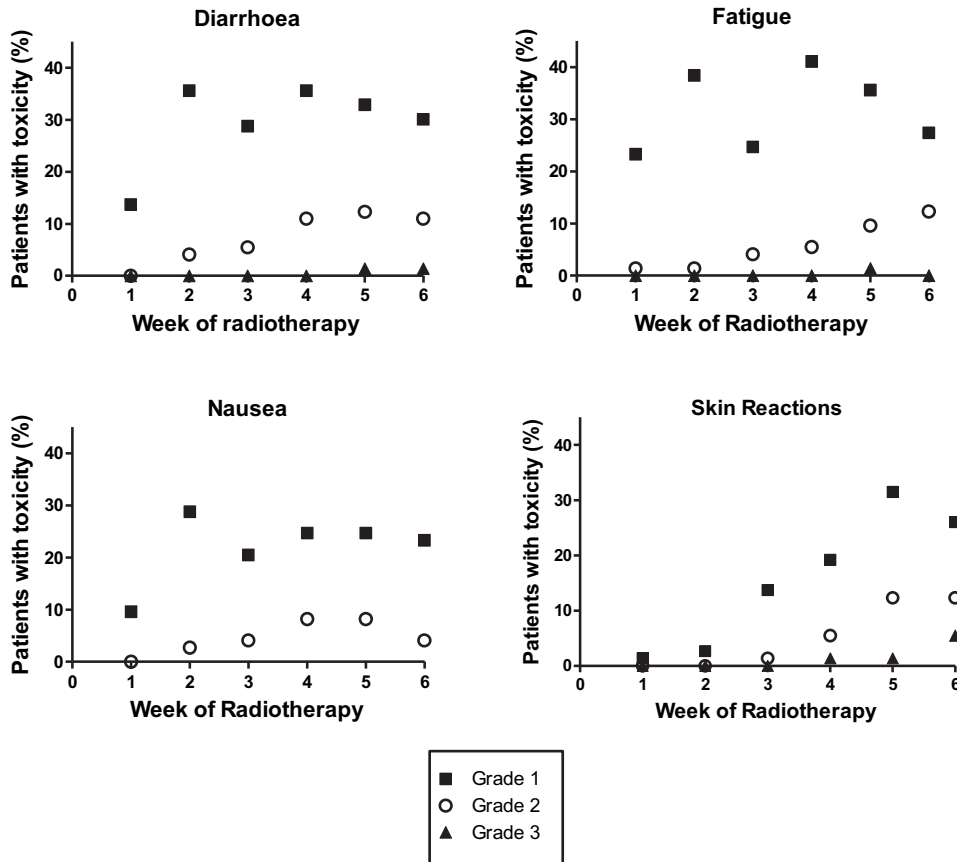 Diarrhoea
Patients with toxicity (%)
40
30
20
10
0
0 1 2 3 4 5 6
Week of radiotherapy
Fatigue
Patients with toxicity (%)
40
30
20
10
0
0 1 2 3 4 5 6
Week of Radiotherapy
Nausea
Patients with toxicity (%)
40
30
20
10
0
0 1 2 3 4 5 6
Week of Radiotherapy
Skin Reactions
Patients with toxicity (%)
40
30
20
10
0
0 1 2 3 4 5 6
Week of Radiotherapy
Grade 1
Grade 2
Grade 3